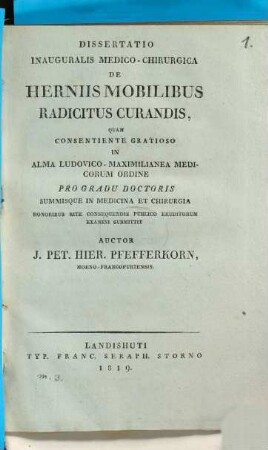 1.
DISSERTATIO
INAUGURALIS MEDICO-CHIRURGICA
DE
HERNIIS MOBILIBUS
RADICITUS CURANDIS,
QUAM
CONSENTIENTE GRATIOSO
IN
ALMA LUDOVICO-MAXIMILIANEA MEDI-
CORUM ORDINE
PRO GRADU DOCTORIS
SUMMISQUE IN MEDICINA ET CHIRURGIA
HONORIBUS RITE CONSEQUENDIS PUBLICO ERUDITORUM
EXAMINI SUBMITTIT
AUCTOR
J. PET. HIER. PFEFFERKORN,
MOENO-FRANCOFURTENSIS.
LANDISHUTI
TYP. FRANC. SERAPH. STORNO
1819.